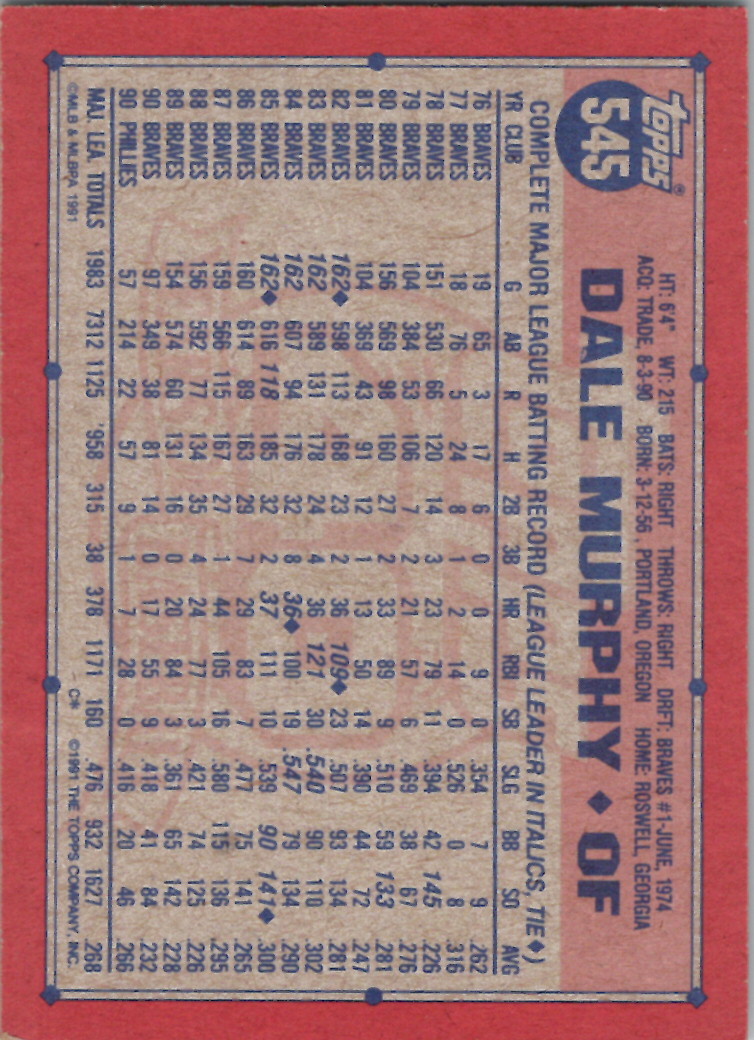 topps®
545
HT: 6'4" WT: 215 BATS: RIGHT THROWS: RIGHT DRFT: BRAVES #1-JUNE, 1974
ACQ: TRADE, 8-3-90 BORN: 3-12-56, PORTLAND, OREGON HOME: ROSWELL, GEORGIA
DALE MURPHY ◆ OF
COMPLETE MAJOR LEAGUE BATTING RECORD (LEAGUE LEADER IN ITALICS, TIE◆)
YR CLUB G AB R H 2B 3B HR RBI SB SLG BB SO AVG
76 BRAVES 19 65 3 17 6 0 0 9 0 .354 7 9 .262
77 BRAVES 18 76 5 24 8 1 2 14 0 .526 0 8 .316
78 BRAVES 151 530 66 120 14 3 23 79 11 .394 42 145 .226
79 BRAVES 104 384 53 106 7 2 21 57 6 .469 38 67 .276
80 BRAVES 156 569 98 160 27 2 33 89 9 .510 59 133 .281
81 BRAVES 104 369 43 91 12 1 13 50 14 .390 44 72 .247
82 BRAVES 162◆ 598 113 168 23 2 36 109◆ 23 .507 93 134 .281
83 BRAVES 162 589 131 178 24 4 36 121 30 .540 90 110 .302
84 BRAVES 162 607 94 176 32 8 36◆ 100 19 .547 79 134 .290
85 BRAVES 162◆ 616 118 185 32 2 37 111 10 .539 90 141◆ .300
86 BRAVES 160 614 89 163 29 7 29 83 7 .477 75 141 .265
87 BRAVES 159 566 115 167 27 1 44 105 16 .580 115 136 .295
88 BRAVES 156 592 77 134 35 4 24 77 3 .421 74 125 .226
89 BRAVES 154 574 60 131 16 0 20 84 3 .361 65 142 .228
90 BRAVES 97 349 38 81 14 0 17 55 9 .418 41 84 .232
90 PHILLIES 57 214 22 57 9 1 7 28 0 .416 20 46 .266
MAJ. LEA. TOTALS 1983 7312 1125 1958 315 38 378 1171 160 .476 932 1627 .268
©MLB & MLBPA 1991 C* ©1991 THE TOPPS COMPANY, INC.